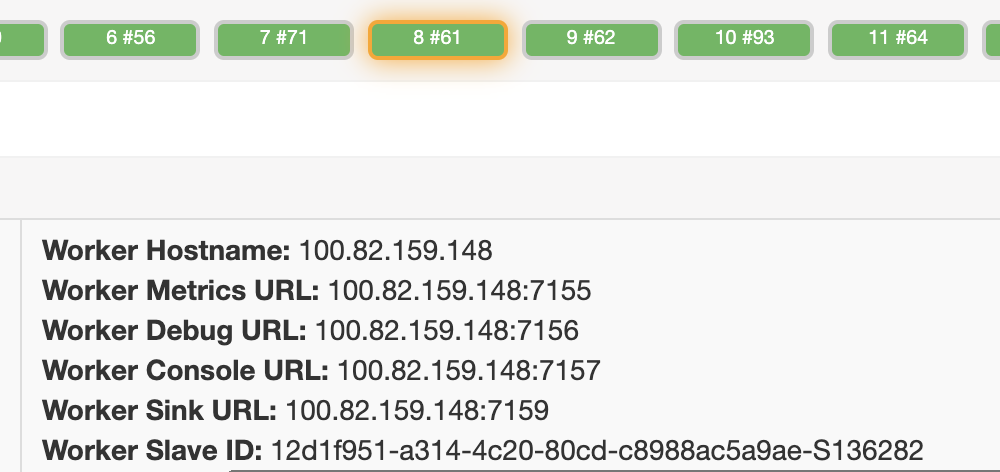 6 #56 7 #71 8 #61 9 #62 10 #93 11 #64
Worker Hostname: 100.82.159.148
Worker Metrics URL: 100.82.159.148:7155
Worker Debug URL: 100.82.159.148:7156
Worker Console URL: 100.82.159.148:7157
Worker Sink URL: 100.82.159.148:7159
Worker Slave ID: 12d1f951-a314-4c20-80cd-c8988ac5a9ae-S136282